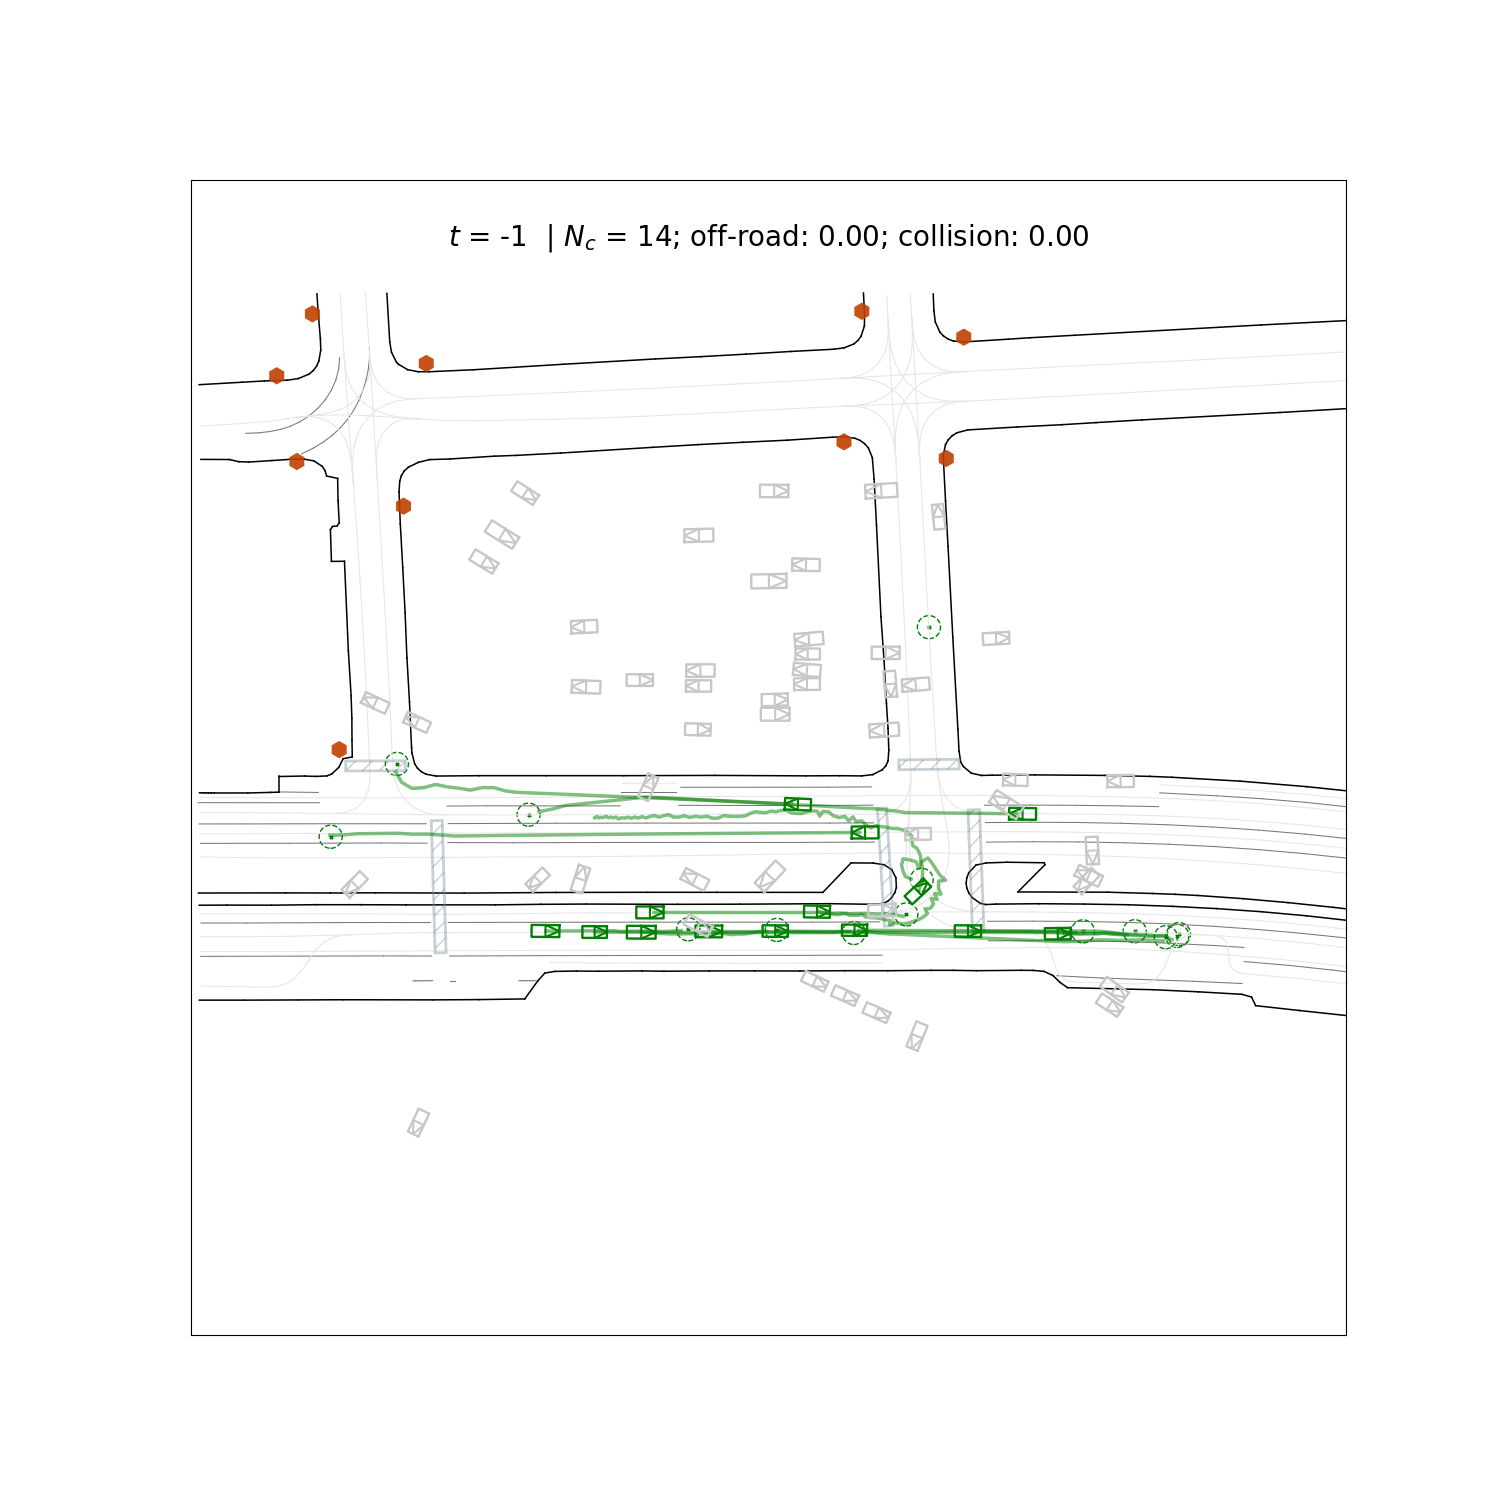 t = -1 | N_c = 14; off-road: 0.00; collision: 0.00